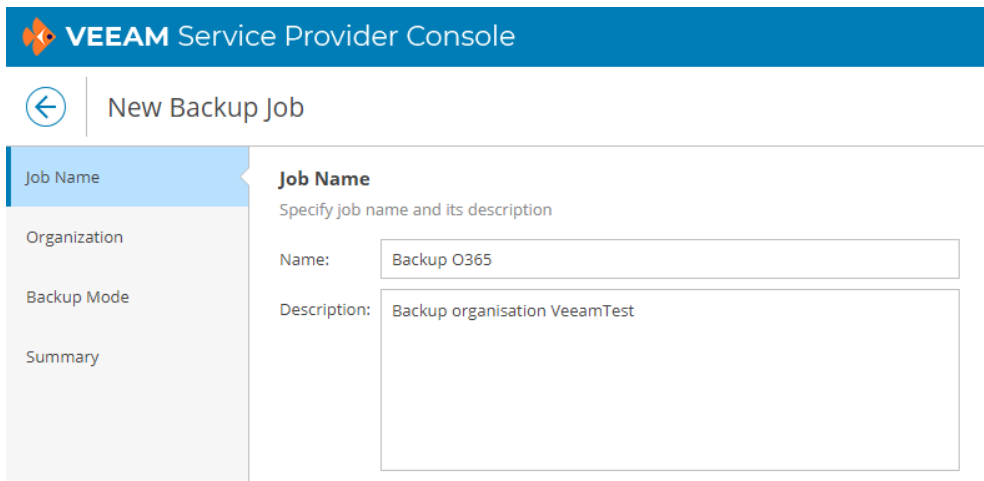 VEEAM Service Provider Console
New Backup Job
Job Name
Organization
Backup Mode
Summary
Job Name
Specify job name and its description
Name: Backup O365
Description: Backup organisation VeeamTest